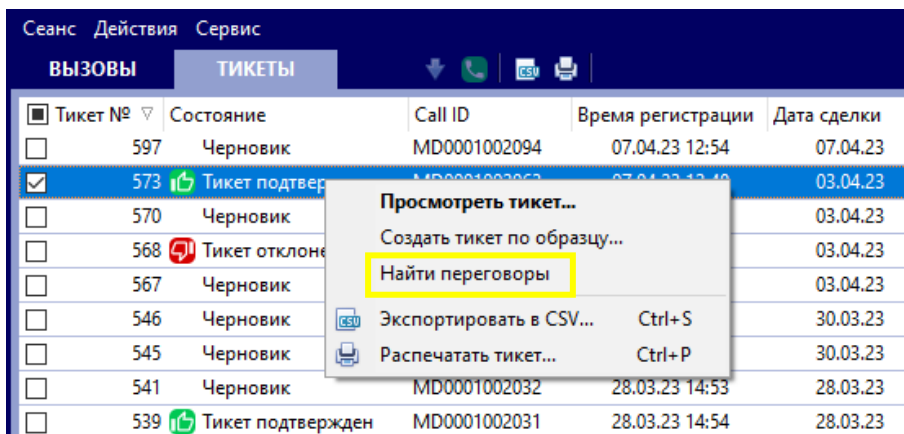 Сеанс Действия Сервис
ВЫЗОВЫ ТИКЕТЫ CSV
Тикет № Состояние Call ID Время регистрации Дата сделки
597 Черновик MD0001002094 07.04.23 12:54 07.04.23
573 Тикет подтвер 03.04.23
Просмотреть тикет...
570 Черновик 03.04.23
Создать тикет по образцу...
568 Тикет отклоне 03.04.23
Найти переговоры
567 Черновик 03.04.23
546 Черновик CSV Экспортировать в CSV... Ctrl+S 30.03.23
545 Черновик Распечатать тикет... Ctrl+P 30.03.23
541 Черновик MD0001002032 28.03.23 14:53 28.03.23
539 Тикет подтвержден MD0001002031 28.03.23 14:54 28.03.23